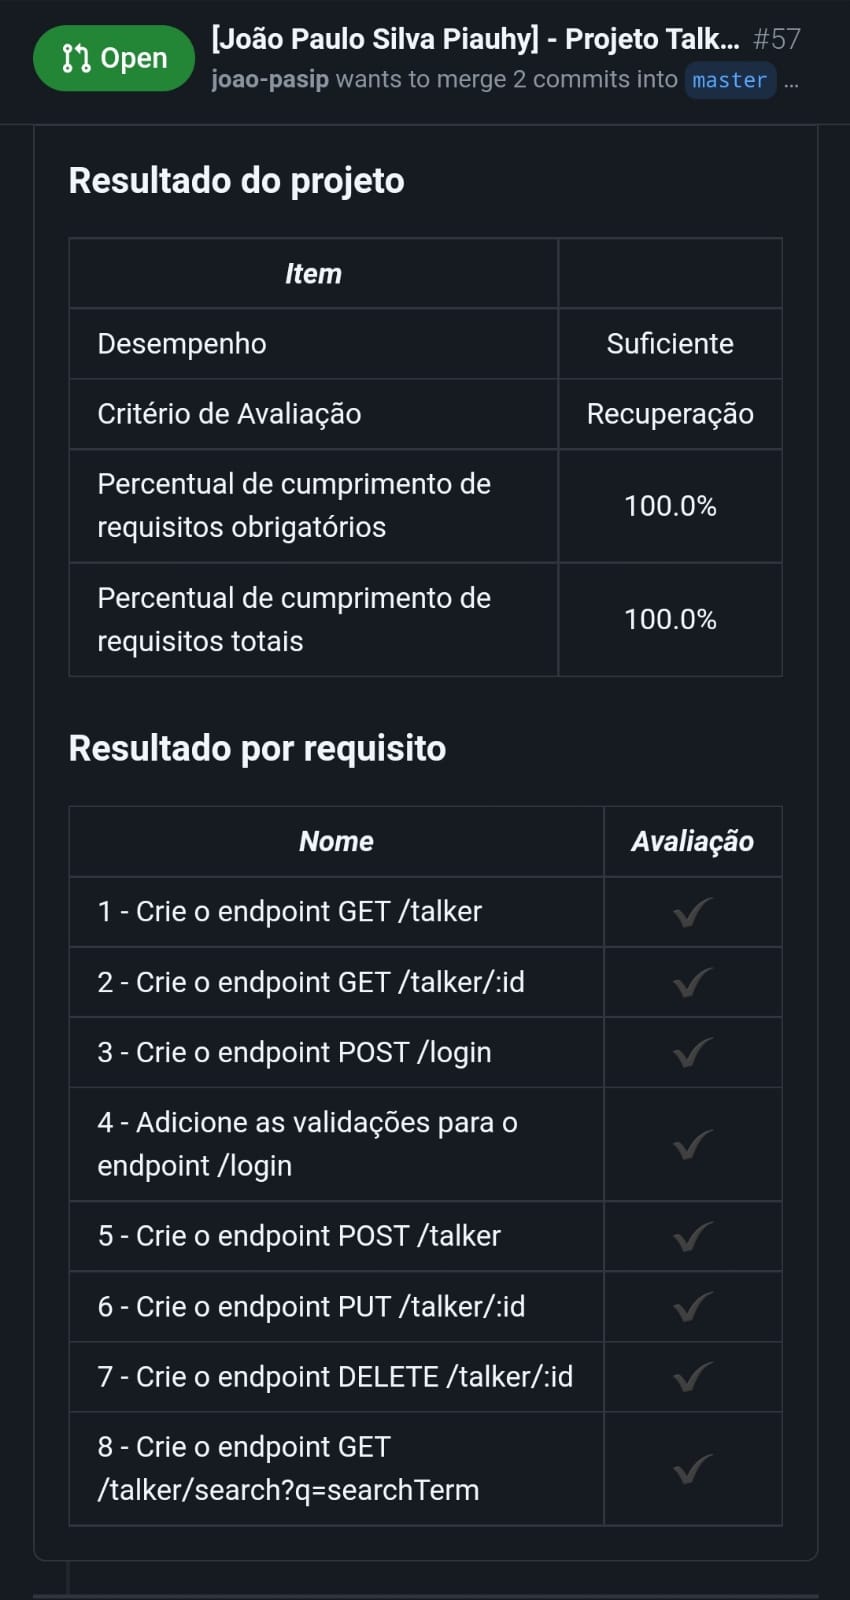 Open
[João Paulo Silva Piauhy] - Projeto Talk... #57
joao-pasip wants to merge 2 commits into master ...
Resultado do projeto
Item
Desempenho Suficiente
Critério de Avaliação Recuperação
Percentual de cumprimento de
requisitos obrigatórios
100.0%
Percentual de cumprimento de
requisitos totais
100.0%
Resultado por requisito
Nome Avaliação
1 - Crie o endpoint GET /talker ✔
2 - Crie o endpoint GET /talker/:id ✔
3 - Crie o endpoint POST /login ✔
4 - Adicione as validações para o
endpoint /login
✔
5 - Crie o endpoint POST /talker ✔
6 - Crie o endpoint PUT /talker/:id ✔
7 - Crie o endpoint DELETE /talker/:id ✔
8 - Crie o endpoint GET
/talker/search?q=searchTerm
✔